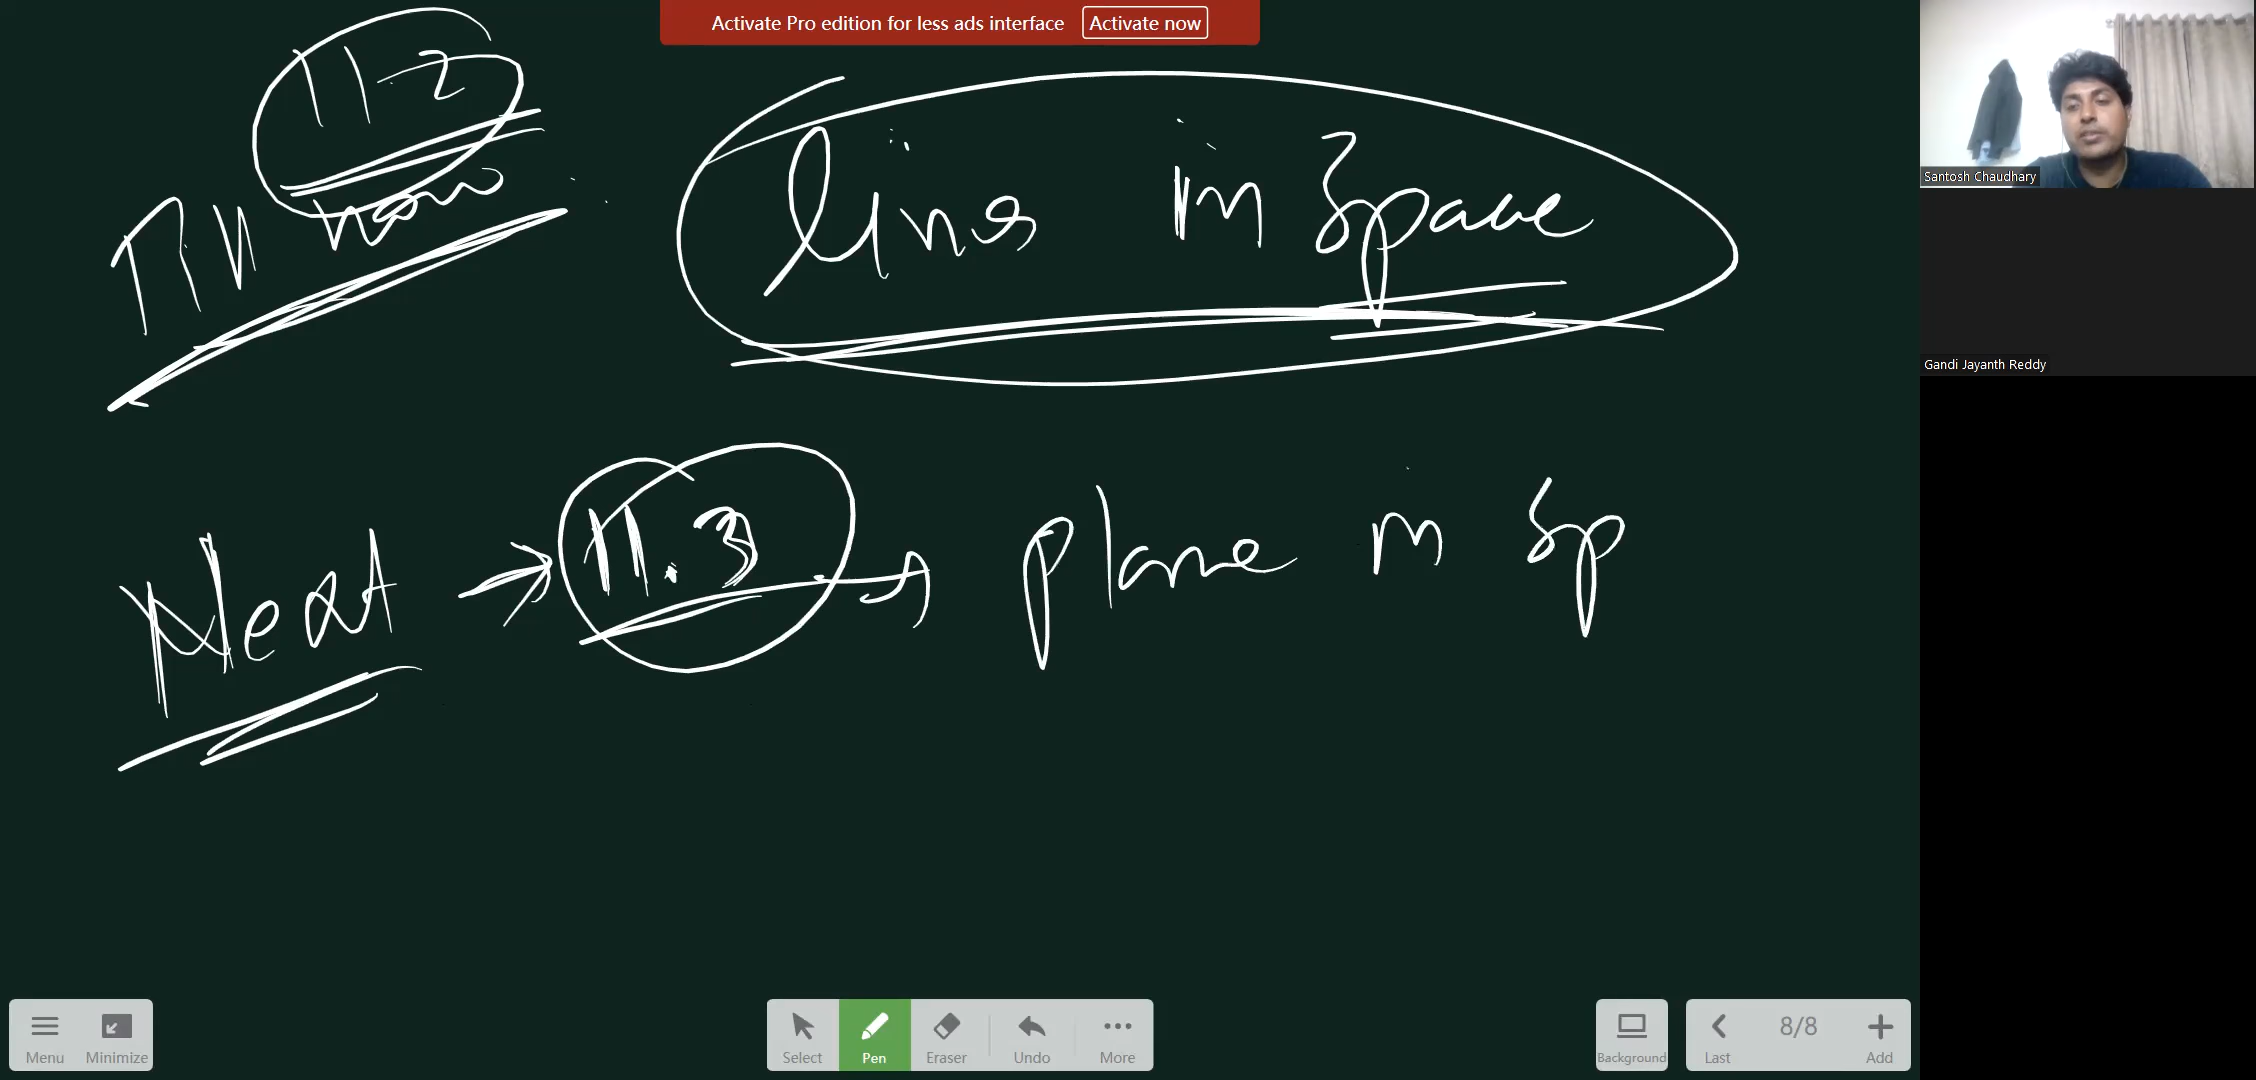 Activate Pro edition for less ads interface Activate now
11-2
Till now
lines in space
Next → 11.3 → plane in sp
Santosh Chaudhary
Gandi Jayanth Reddy
Menu Minimize Select Pen Eraser Undo More Background Last 8/8 Add